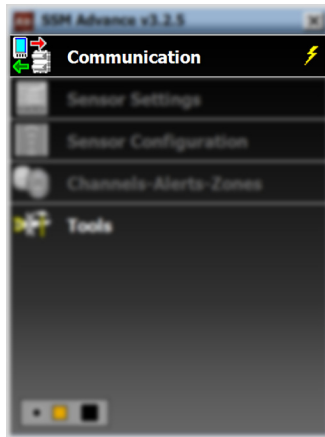 SSM Advance v3.2.5
Communication
Sensor Settings
Sensor Configuration
Channels-Alerts-Zones
Tools